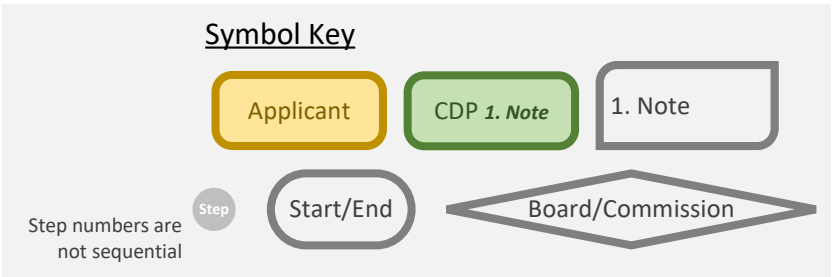 Symbol Key
Applicant
CDP 1. Note
1. Note
Step
Start/End
Board/Commission
Step numbers are
not sequential